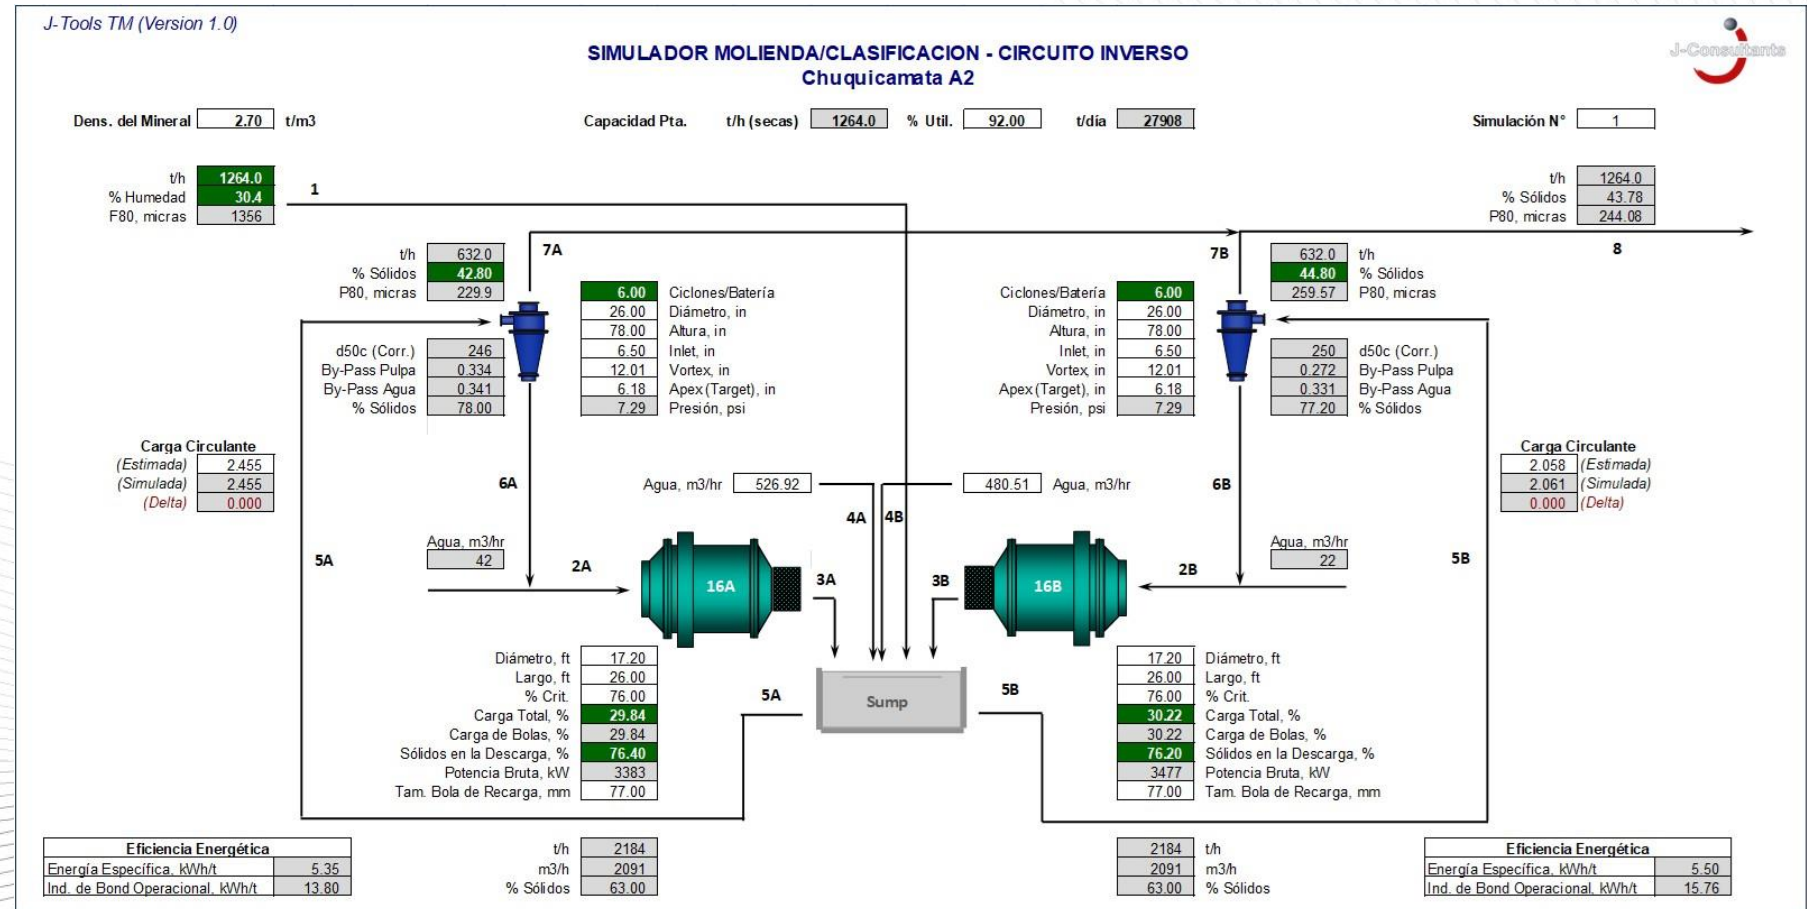 J-Tools TM (Version 1.0)
J-Consultants
SIMULADOR MOLIENDA/CLASIFICACION - CIRCUITO INVERSO
Chuquicamata A2
Dens. del Mineral 2.70 t/m3 Capacidad Pta. t/h (secas) 1264.0 % Util. 92.00 t/día 27908 Simulación N° 1
t/h 1264.0
% Humedad 30.4
F80, micras 1356
1
t/h 1264.0
% Sólidos 43.78
P80, micras 244.08
8
7A
7B
t/h 632.0
% Sólidos 42.80
P80, micras 229.9
632.0 t/h
44.80 % Sólidos
259.57 P80, micras
6.00 Ciclones/Batería
26.00 Diámetro, in
78.00 Altura, in
6.50 Inlet, in
12.01 Vortex, in
6.18 Apex (Target), in
7.29 Presión, psi
Ciclones/Batería 6.00
Diámetro, in 26.00
Altura, in 78.00
Inlet, in 6.50
Vortex, in 12.01
Apex (Target), in 6.18
Presión, psi 7.29
d50c (Corr.) 246
By-Pass Pulpa 0.334
By-Pass Agua 0.341
% Sólidos 78.00
250 d50c (Corr.)
0.272 By-Pass Pulpa
0.331 By-Pass Agua
77.20 % Sólidos
Carga Circulante
(Estimada) 2.455
(Simulada) 2.455
(Delta) 0.000
Carga Circulante
2.058 (Estimada)
2.061 (Simulada)
0.000 (Delta)
6A
Agua, m3/hr 526.92
480.51 Agua, m3/hr
6B
4A
4B
Agua, m3/hr
42
Agua, m3/hr
22
5A
2A
16A
3A
3B
16B
2B
5B
Diámetro, ft 17.20
Largo, ft 26.00
% Crit. 76.00
Carga Total, % 29.84
Carga de Bolas, % 29.84
Sólidos en la Descarga, % 76.40
Potencia Bruta, kW 3383
Tam. Bola de Recarga, mm 77.00
5A
Sump
5B
17.20 Diámetro, ft
26.00 Largo, ft
76.00 % Crit.
30.22 Carga Total, %
30.22 Carga de Bolas, %
76.20 Sólidos en la Descarga, %
3477 Potencia Bruta, kW
77.00 Tam. Bola de Recarga, mm
Eficiencia Energética
Energía Específica, kWh/t 5.35
Ind. de Bond Operacional, kWh/t 13.80
t/h 2184
m3/h 2091
% Sólidos 63.00
2184 t/h
2091 m3/h
63.00 % Sólidos
Eficiencia Energética
Energía Específica, kWh/t 5.50
Ind. de Bond Operacional, kWh/t 15.76